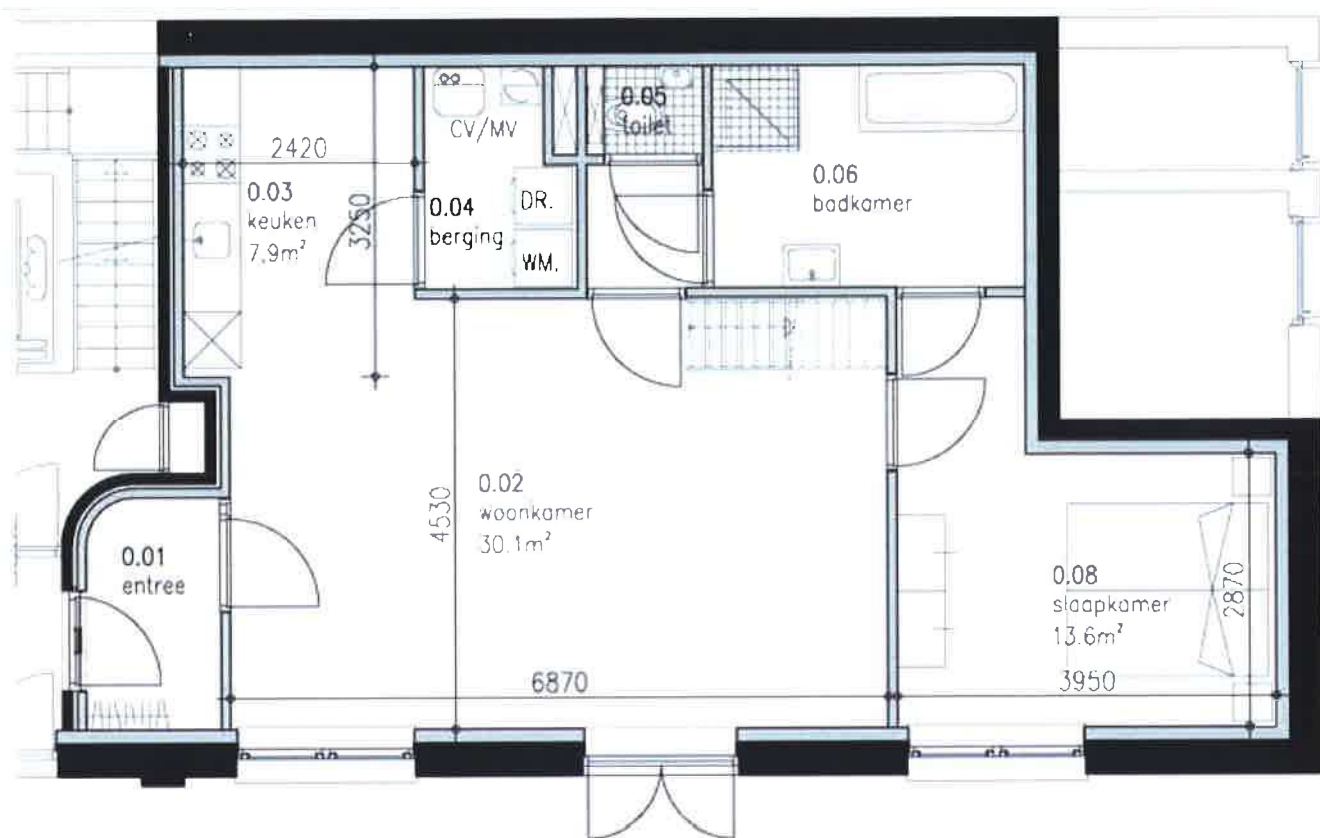 2420
0.03
keuken
7,9m²
3250
CV/MV
0.04
berging
DR.
WM.
0.05
toilet
0.06
badkamer
0.02
woonkamer
30.1m²
4530
0.01
entree
6870
0.08
slaapkamer
13.6m²
2870
3950